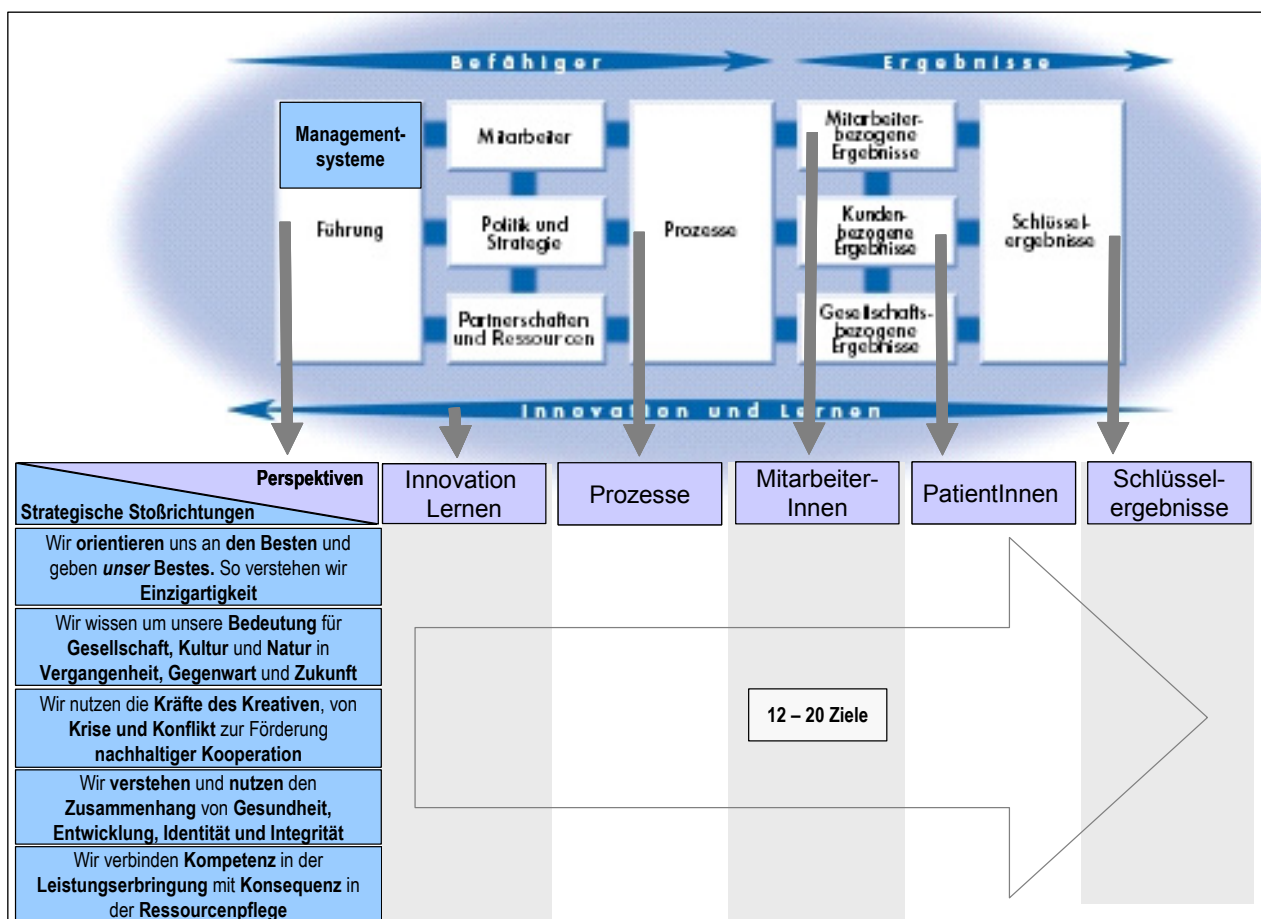 Befähiger
Ergebnisse
Management-
systeme
Führung
Mitarbeiter
Politik und
Strategie
Partnerschaften
und Ressourcen
Prozesse
Mitarbeiter-
bezogene
Ergebnisse
Kunden-
bezogene
Ergebnisse
Gesellschafts-
bezogene
Ergebnisse
Schlüssel-
ergebnisse
Innovation und Lernen
Perspektiven
Strategische Stoßrichtungen
Innovation
Lernen
Prozesse
Mitarbeiter-
Innen
PatientInnen
Schlüssel-
ergebnisse
Wir orientieren uns an den Besten und
geben unser Bestes. So verstehen wir
Einzigartigkeit
Wir wissen um unsere Bedeutung für
Gesellschaft, Kultur und Natur in
Vergangenheit, Gegenwart und Zukunft
Wir nutzen die Kräfte des Kreativen, von
Krise und Konflikt zur Förderung
nachhaltiger Kooperation
12 – 20 Ziele
Wir verstehen und nutzen den
Zusammenhang von Gesundheit,
Entwicklung, Identität und Integrität
Wir verbinden Kompetenz in der
Leistungserbringung mit Konsequenz in
der Ressourcenpflege